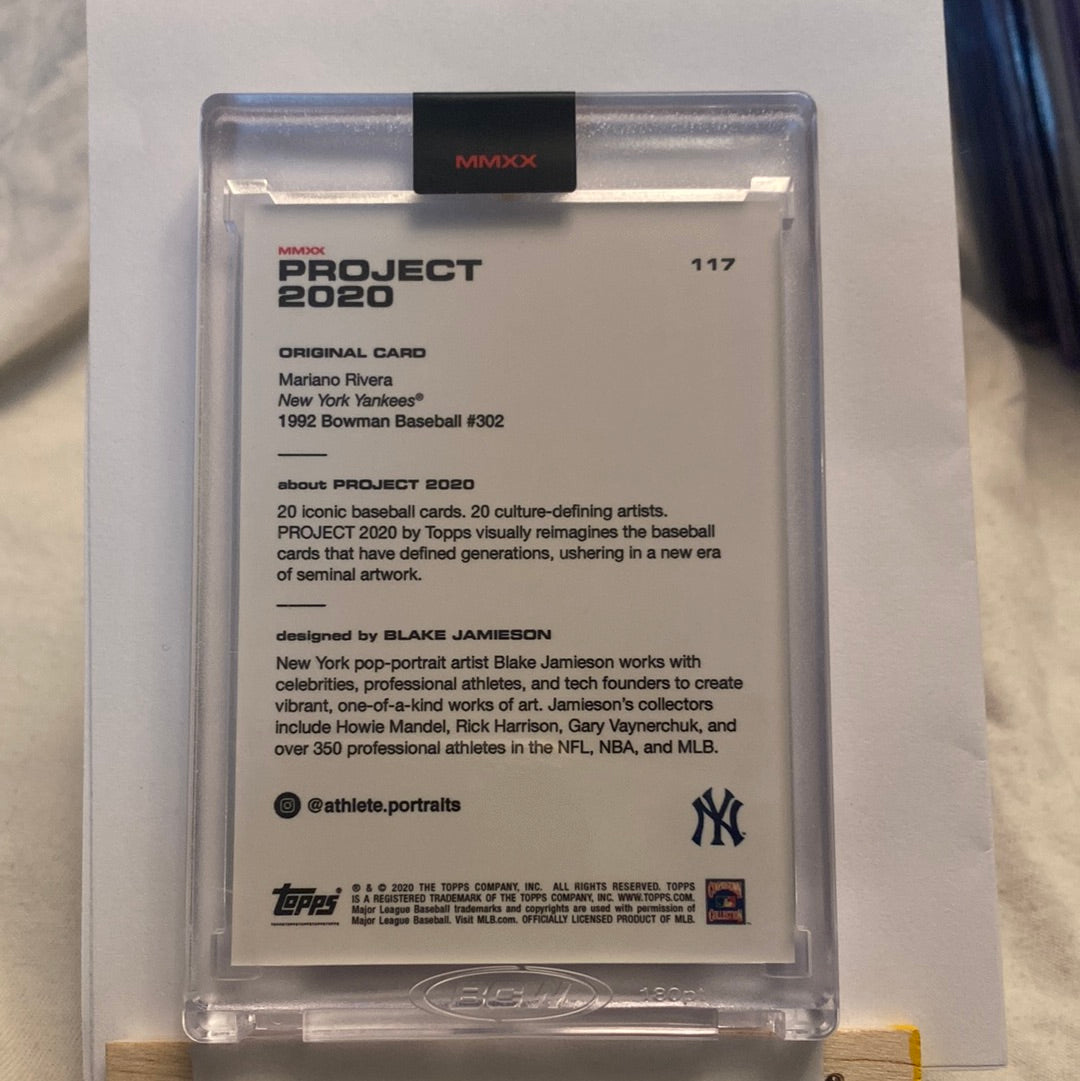 MMXX
MMXX
PROJECT
2020
117
ORIGINAL CARD
Mariano Rivera
New York Yankees®
1992 Bowman Baseball #302
about PROJECT 2020
20 iconic baseball cards. 20 culture-defining artists.
PROJECT 2020 by Topps visually reimagines the baseball
cards that have defined generations, ushering in a new era
of seminal artwork.
designed by BLAKE JAMIESON
New York pop-portrait artist Blake Jamieson works with
celebrities, professional athletes, and tech founders to create
vibrant, one-of-a-kind works of art. Jamieson's collectors
include Howie Mandel, Rick Harrison, Gary Vaynerchuk, and
over 350 professional athletes in the NFL, NBA, and MLB.
@athlete.portraits
NY
topps®
® & © 2020 THE TOPPS COMPANY, INC. ALL RIGHTS RESERVED. TOPPS
IS A REGISTERED TRADEMARK OF THE TOPPS COMPANY, INC. WWW.TOPPS.COM.
Major League Baseball trademarks and copyrights are used with permission of
Major League Baseball. Visit MLB.com. OFFICIALLY LICENSED PRODUCT OF MLB.
COOPERSTOWN
COLLECTION
BCW
180pt